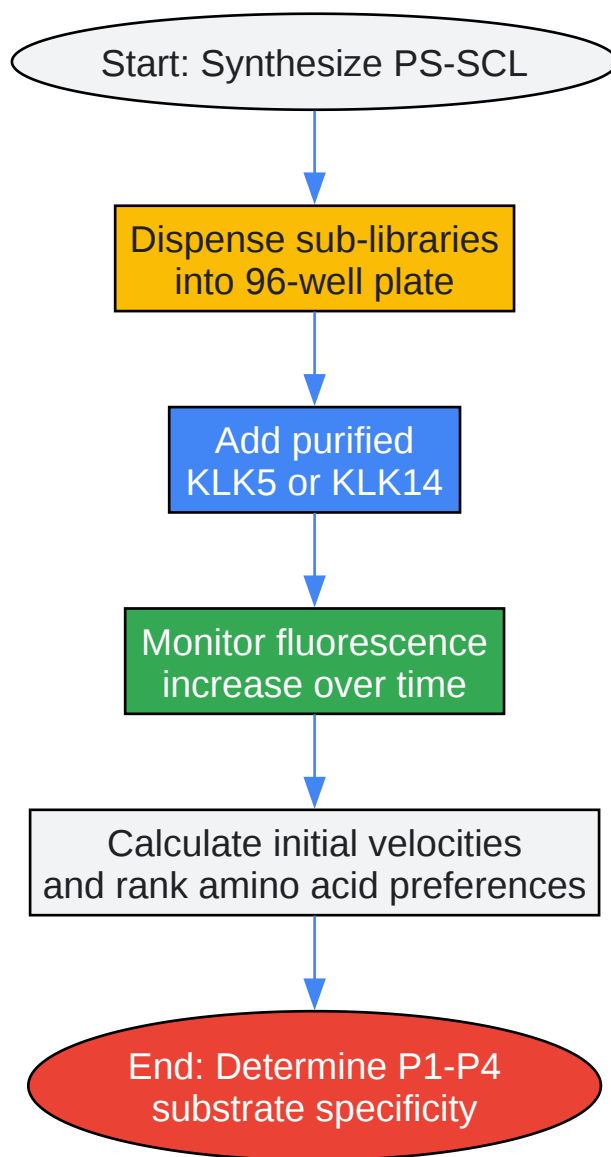 Start: Synthesize PS-SCL
Dispense sub-libraries
into 96-well plate
Add purified
KLK5 or KLK14
Monitor fluorescence
increase over time
Calculate initial velocities
and rank amino acid preferences
End: Determine P1-P4
substrate specificity